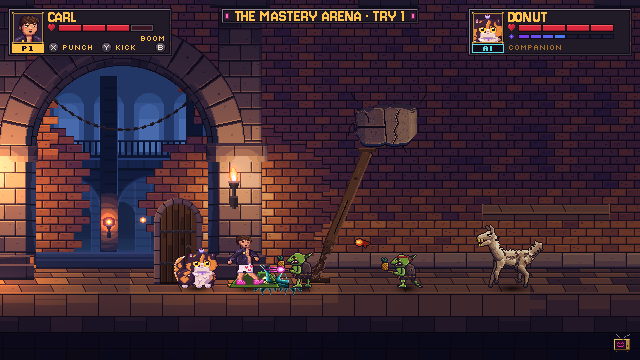 CARL
BOOM
P1
X PUNCH Y KICK B
THE MASTERY ARENA · TRY 1
DONUT
AI
COMPANION